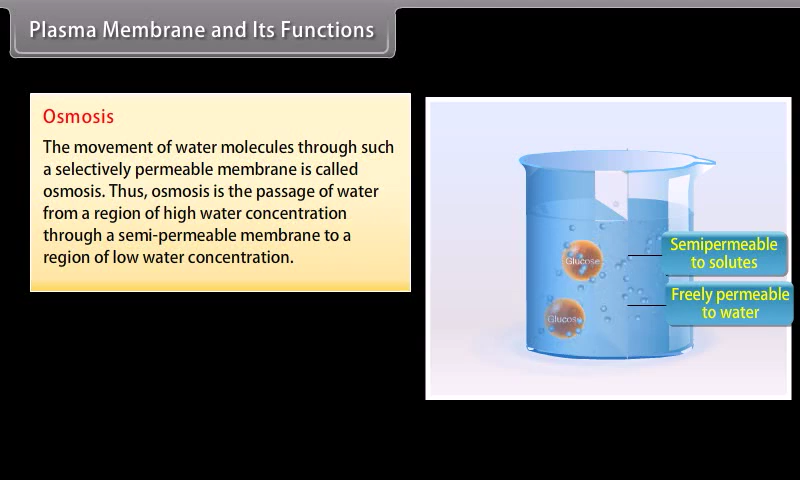 Plasma Membrane and Its Functions
Osmosis
The movement of water molecules through such
a selectively permeable membrane is called
osmosis. Thus, osmosis is the passage of water
from a region of high water concentration
through a semi-permeable membrane to a
region of low water concentration.
Semipermeable
to solutes
Glucose
Freely permeable
to water
Glucose